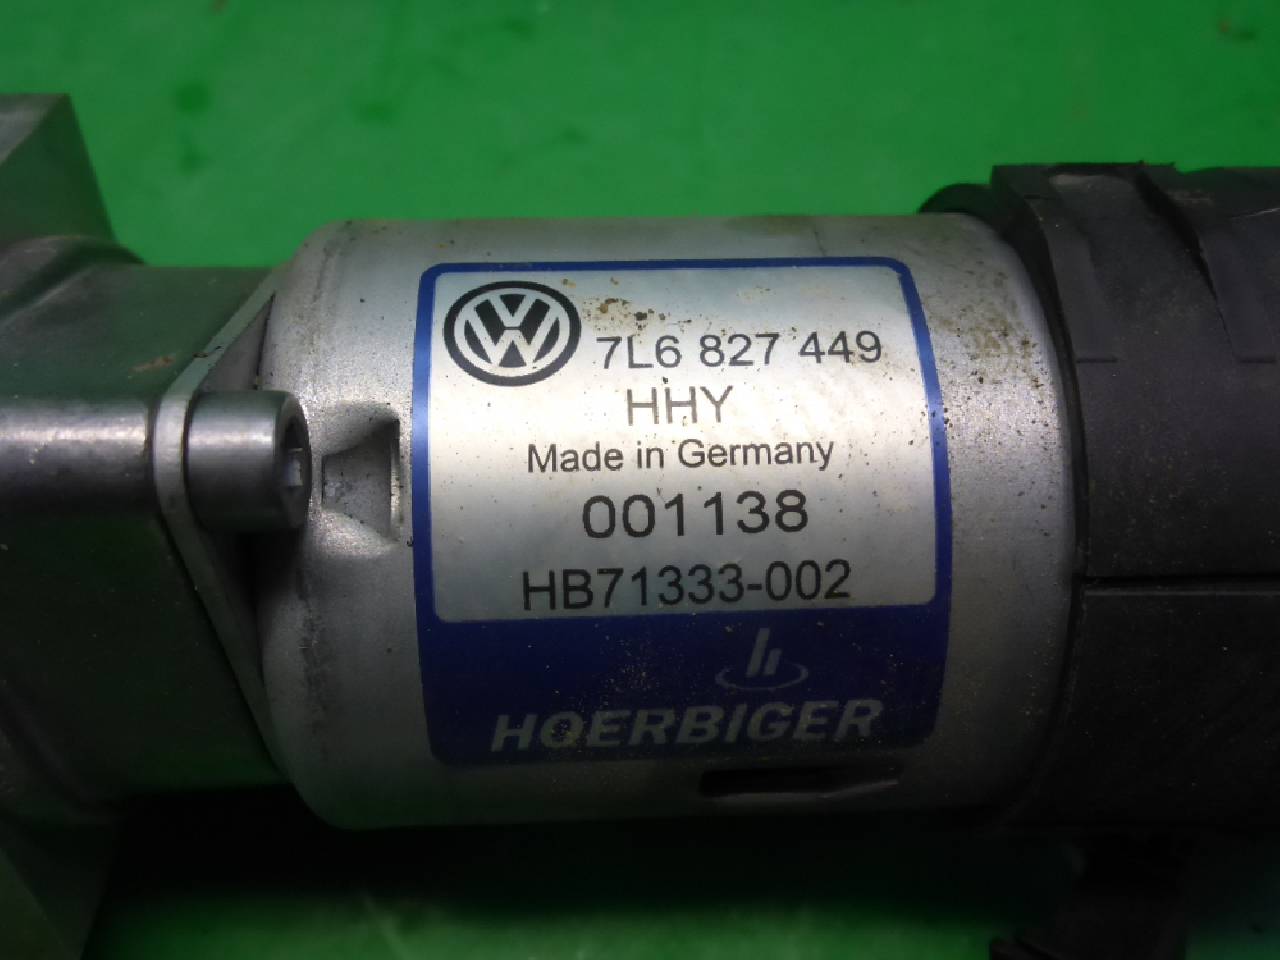 7L6 827 449
HHY
Made in Germany
001138
HB71333-002
HOERBIGER